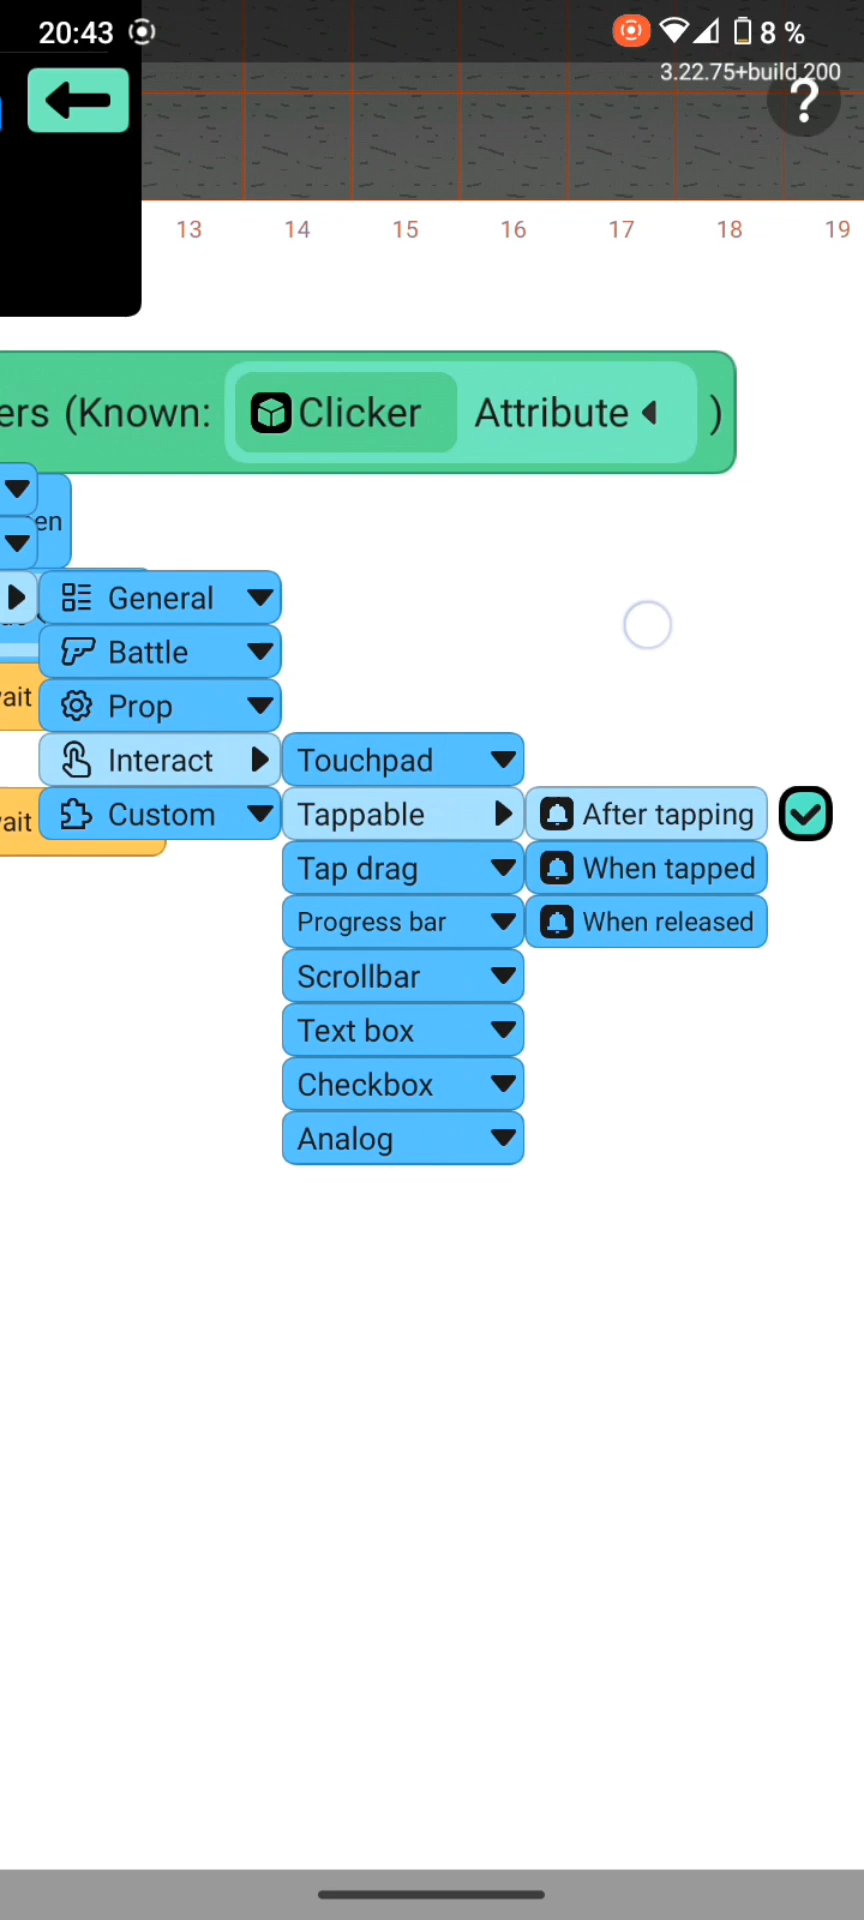 20:43 8 %
3.22.75+build.200
?
13 14 15 16 17 18 19
ers (Known: Clicker Attribute )
en
General
Battle
ait Prop
Interact Touchpad
ait Custom Tappable After tapping
Tap drag When tapped
Progress bar When released
Scrollbar
Text box
Checkbox
Analog